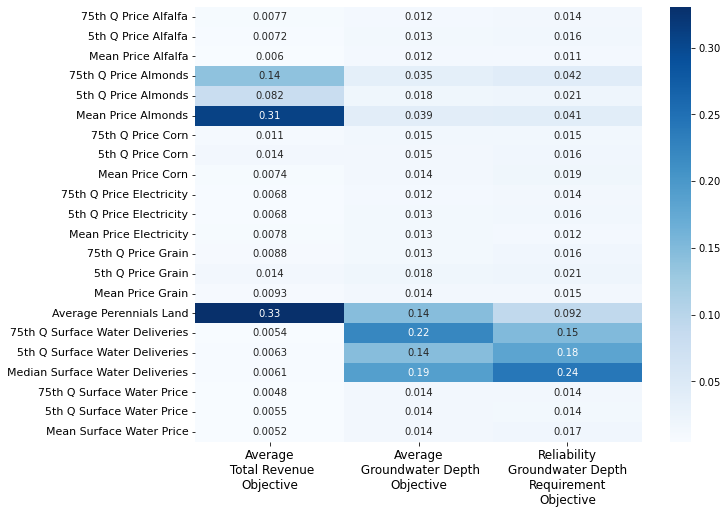 75th Q Price Alfalfa 0.0077 0.012 0.014
5th Q Price Alfalfa 0.0072 0.013 0.016
Mean Price Alfalfa 0.006 0.012 0.011
75th Q Price Almonds 0.14 0.035 0.042
5th Q Price Almonds 0.082 0.018 0.021
Mean Price Almonds 0.31 0.039 0.041
75th Q Price Corn 0.011 0.015 0.015
5th Q Price Corn 0.014 0.015 0.016
Mean Price Corn 0.0074 0.014 0.019
75th Q Price Electricity 0.0068 0.012 0.014
5th Q Price Electricity 0.0068 0.013 0.016
Mean Price Electricity 0.0078 0.013 0.012
75th Q Price Grain 0.0088 0.013 0.016
5th Q Price Grain 0.014 0.018 0.021
Mean Price Grain 0.0093 0.014 0.015
Average Perennials Land 0.33 0.14 0.092
75th Q Surface Water Deliveries 0.0054 0.22 0.15
5th Q Surface Water Deliveries 0.0063 0.14 0.18
Median Surface Water Deliveries 0.0061 0.19 0.24
75th Q Surface Water Price 0.0048 0.014 0.014
5th Q Surface Water Price 0.0055 0.014 0.014
Mean Surface Water Price 0.0052 0.014 0.017
Average
Total Revenue
Objective
Average
Groundwater Depth
Objective
Reliability
Groundwater Depth
Requirement
Objective
0.30
0.25
0.20
0.15
0.10
0.05